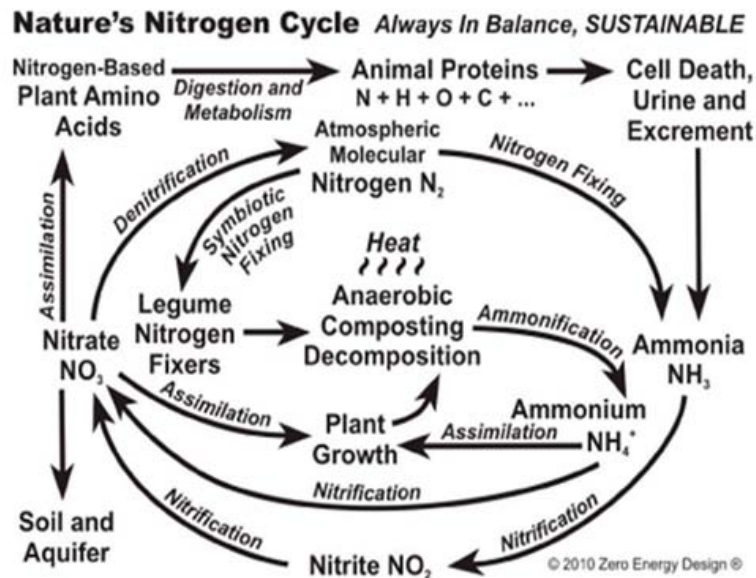 Nature's Nitrogen Cycle Always In Balance, SUSTAINABLE
Nitrogen-Based
Plant Amino
Acids
Digestion and
Metabolism
Animal Proteins
N + H + O + C + ...
Cell Death,
Urine and
Excrement
Assimilation
Denitrification
Atmospheric
Molecular
Nitrogen N₂
Nitrogen Fixing
Symbiotic
Nitrogen
Fixing
Heat
Legume
Nitrogen
Fixers
Anaerobic
Composting
Decomposition
Ammonification
Nitrate
NO₃
Ammonia
NH₃
Assimilation
Plant
Growth
Assimilation
Ammonium
NH₄⁺
Nitrification
Soil and
Aquifer
Nitrification
Nitrite NO₂
Nitrification
© 2010 Zero Energy Design ®